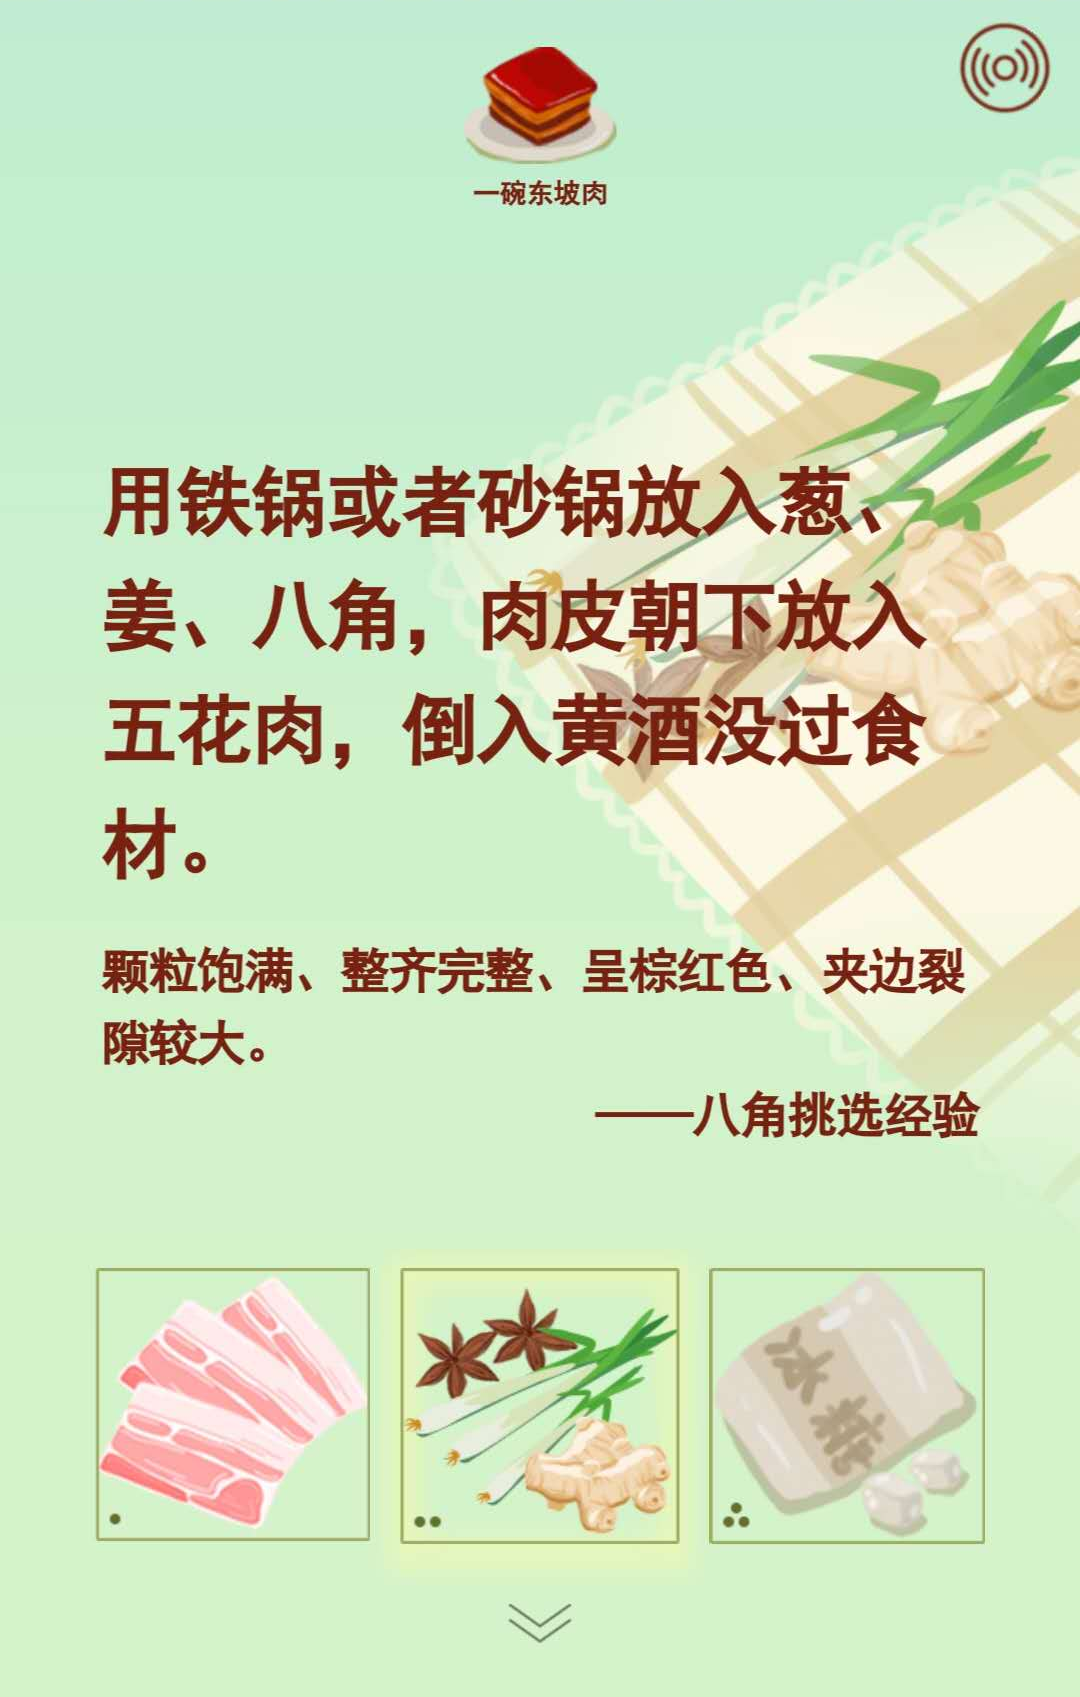 一碗东坡肉
用铁锅或者砂锅放入葱、
姜、八角，肉皮朝下放入
五花肉，倒入黄酒没过食
材。
颗粒饱满、整齐完整、呈棕红色、夹边裂
隙较大。
——八角挑选经验
冰糖